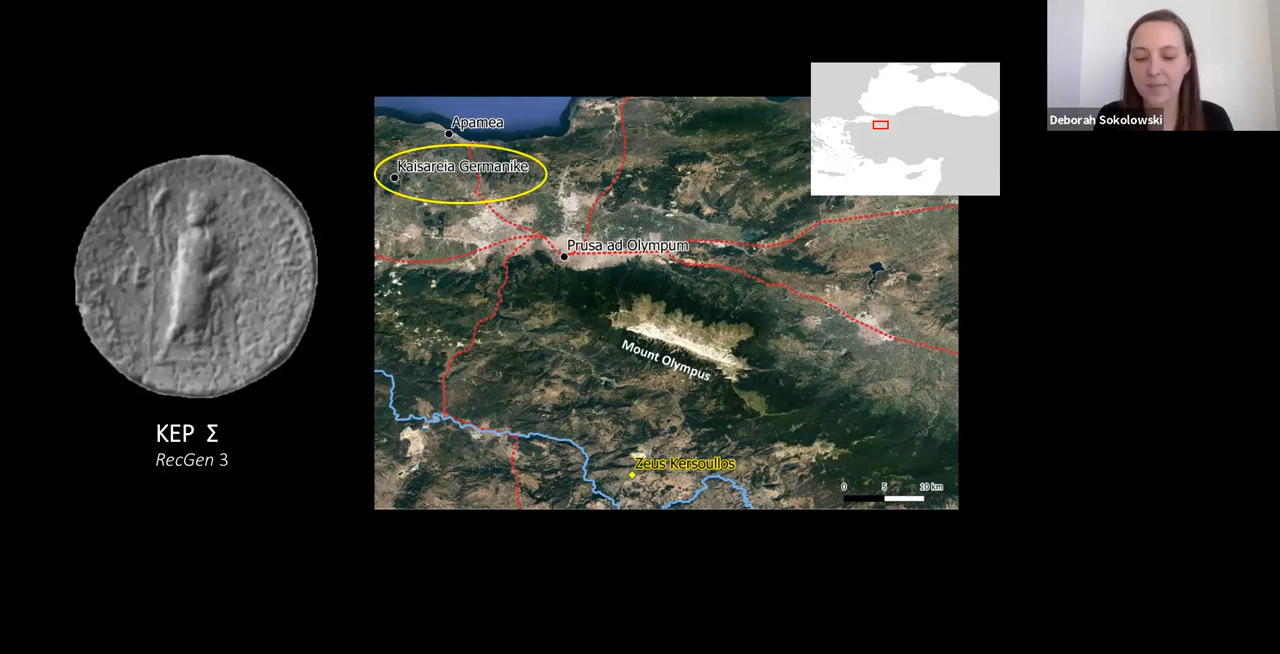 Deborah Sokolowski
Apamea
Kaisareia Germanike
Prusa ad Olympum
Mount Olympus
Zeus Kersoullos
0 5 10 km
ΚΕΡ Σ
RecGen 3